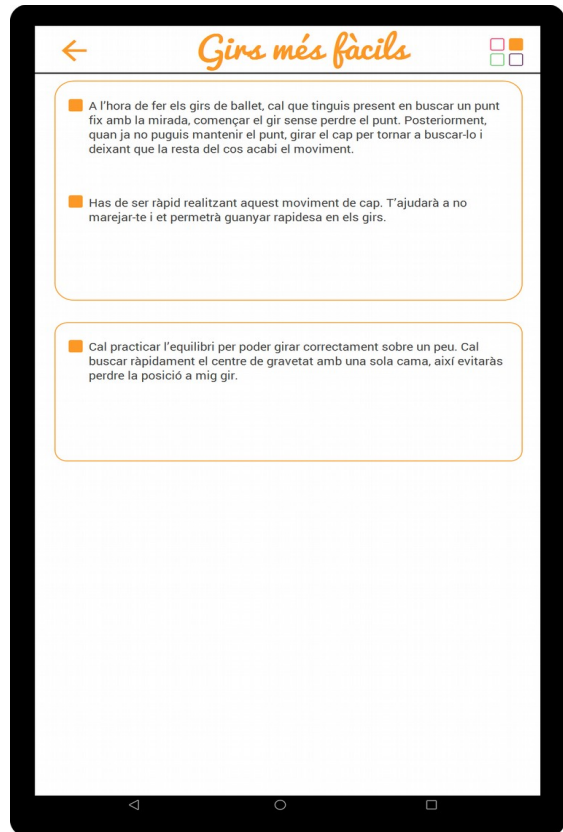 Girs més fàcils
A l'hora de fer els girs de ballet, cal que tinguis present en buscar un punt
fix amb la mirada, començar el gir sense perdre el punt. Posteriorment,
quan ja no puguis mantenir el punt, girar el cap per tornar a buscar-lo i
deixant que la resta del cos acabi el moviment.
Has de ser ràpid realitzant aquest moviment de cap. T'ajudarà a no
marejar-te i et permetrà guanyar rapidesa en els girs.
Cal practicar l'equilibri per poder girar correctament sobre un peu. Cal
buscar ràpidament el centre de gravetat amb una sola cama, així evitaràs
perdre la posició a mig gir.